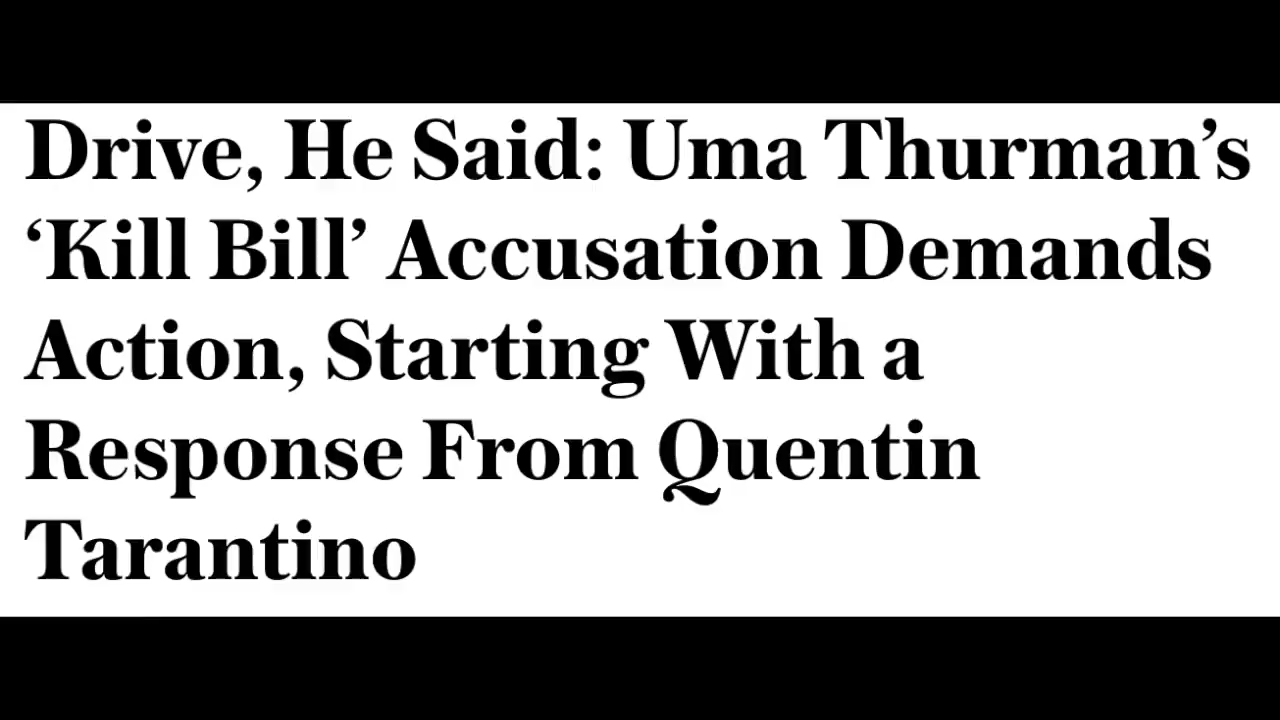 Drive, He Said: Uma Thurman’s
‘Kill Bill’ Accusation Demands
Action, Starting With a
Response From Quentin
Tarantino